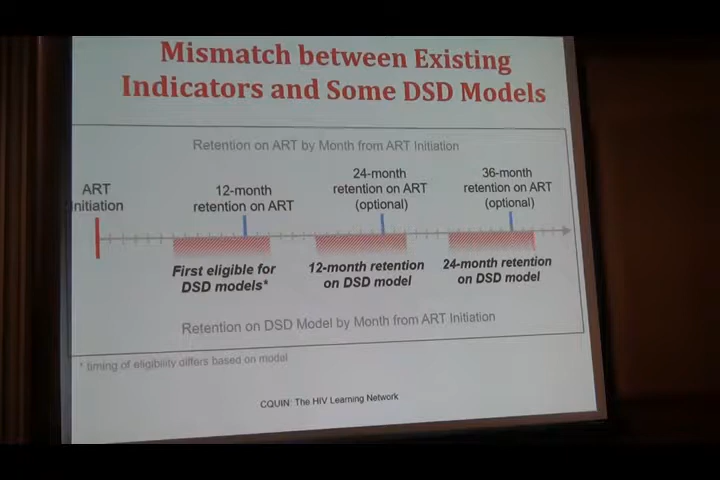 Mismatch between Existing
Indicators and Some DSD Models
Retention on ART by Month from ART Initiation
ART
Initiation
12-month
retention on ART
24-month
retention on ART
(optional)
36-month
retention on ART
(optional)
First eligible for
DSD models*
12-month retention
on DSD model
24-month retention
on DSD model
Retention on DSD Model by Month from ART Initiation
* timing of eligibility differs based on model
CQUIN: The HIV Learning Network